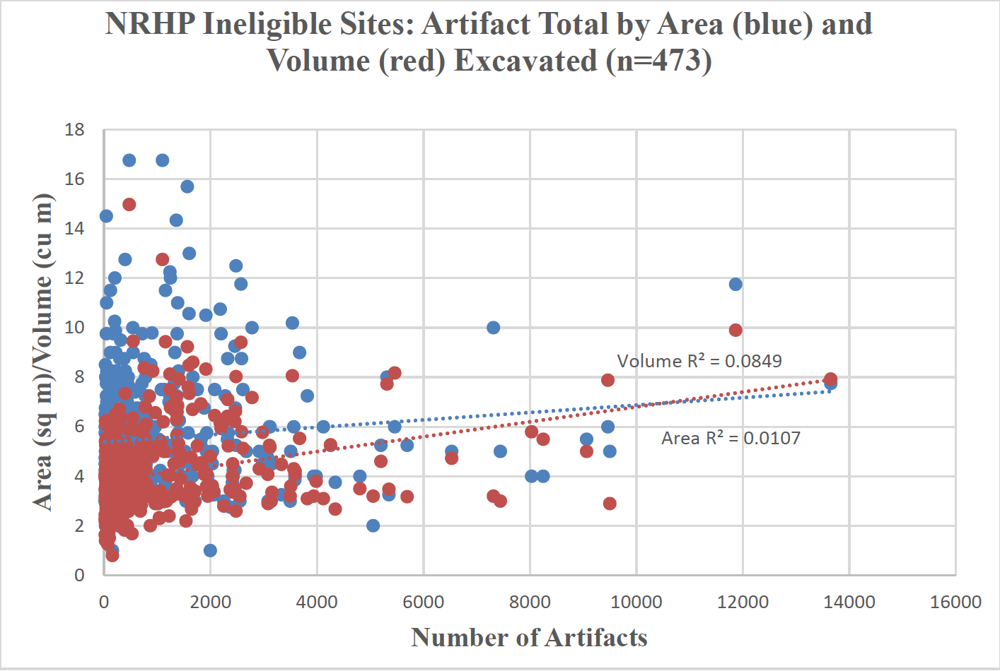 NRHP Ineligible Sites: Artifact Total by Area (blue) and
Volume (red) Excavated (n=473)
18
16
14
12
10
8
6
4
2
0
Area (sq m)/Volume (cu m)
Volume R² = 0.0849
Area R² = 0.0107
0 2000 4000 6000 8000 10000 12000 14000 16000
Number of Artifacts